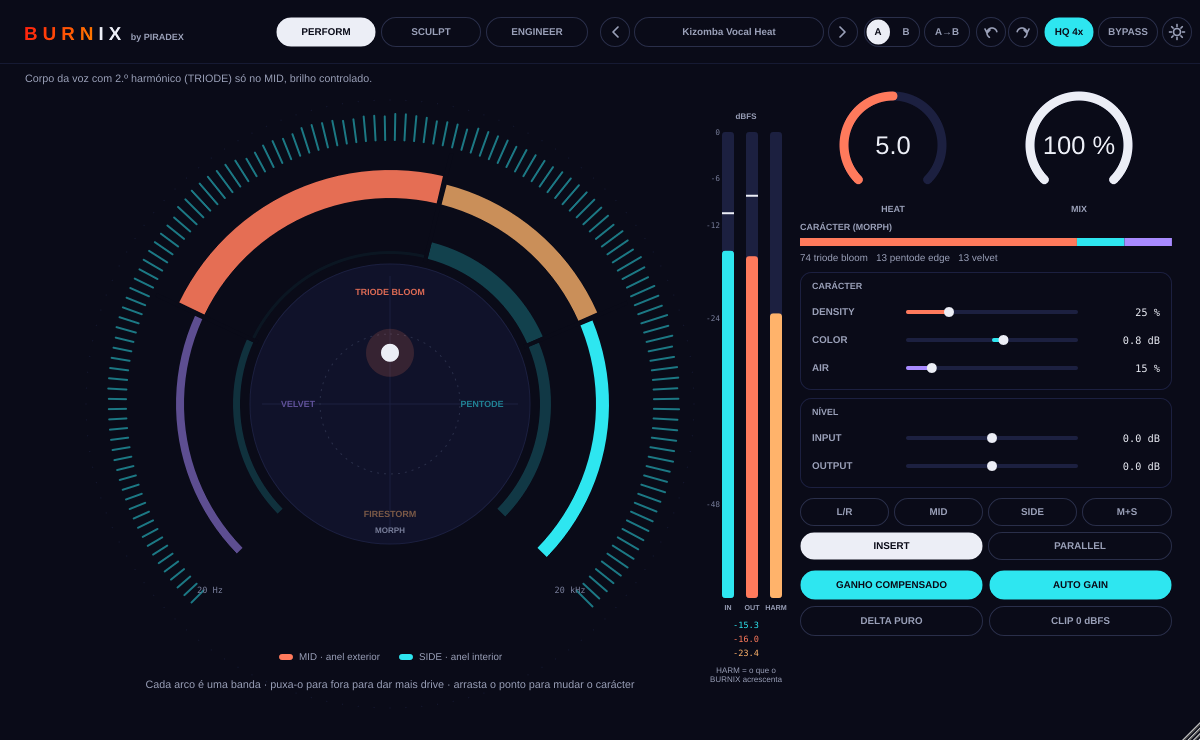 BURNIX by PIRADEX
PERFORM
SCULPT
ENGINEER
Kizomba Vocal Heat
A
B
A→B
HQ 4x
BYPASS
Corpo da voz com 2.º harmónico (TRIODE) só no MID, brilho controlado.
TRIODE BLOOM
VELVET
PENTODE
FIRESTORM
MORPH
20 Hz
20 kHz
MID · anel exterior
SIDE · anel interior
Cada arco é uma banda · puxa-o para fora para dar mais drive · arrasta o ponto para mudar o carácter
dBFS
0
-6
-12
-24
-48
IN
OUT
HARM
-15.3
-16.0
-23.4
HARM = o que o
BURNIX acrescenta
5.0
100 %
HEAT
MIX
CARÁCTER (MORPH)
74 triode bloom 13 pentode edge 13 velvet
CARÁCTER
DENSITY 25 %
COLOR 0.8 dB
AIR 15 %
NÍVEL
INPUT 0.0 dB
OUTPUT 0.0 dB
L/R
MID
SIDE
M+S
INSERT
PARALLEL
GANHO COMPENSADO
AUTO GAIN
DELTA PURO
CLIP 0 dBFS